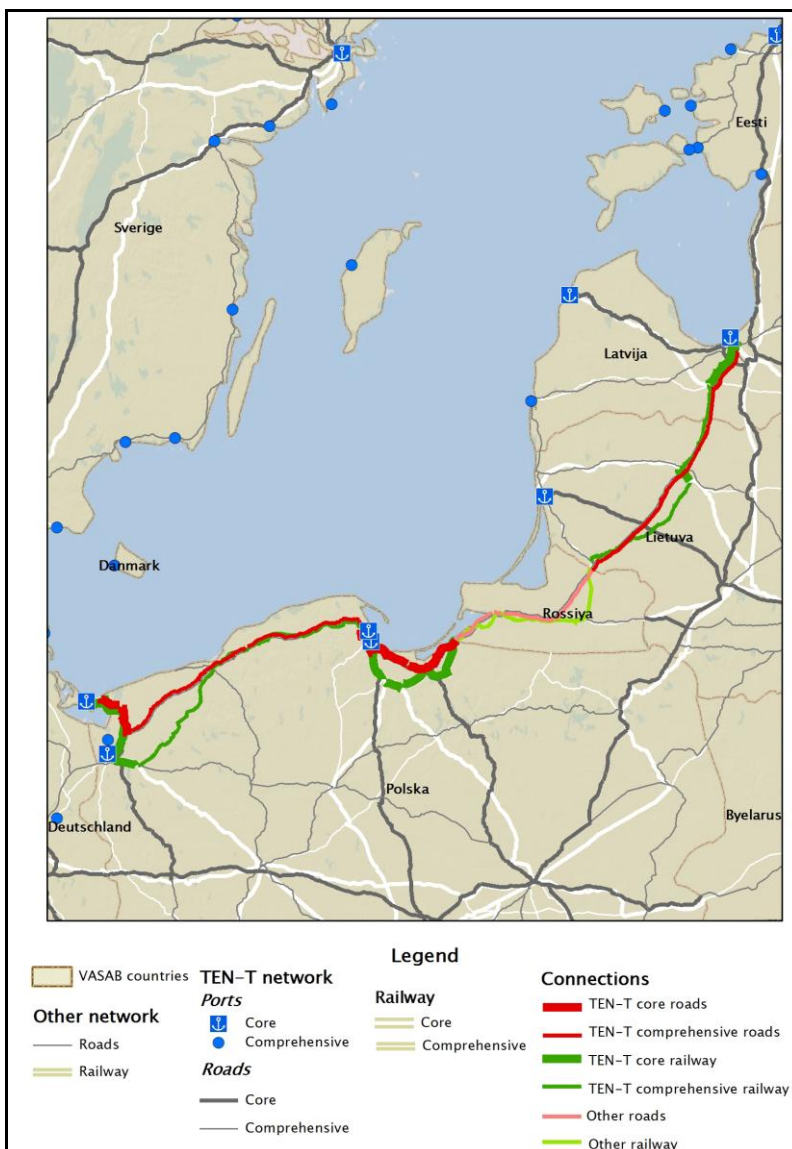 Eesti
Sverige
Latvija
Lietuva
Danmark
Rossiya
Polska
Deutschland
Byelarus
Legend
VASAB countries
Other network
Roads
Railway
TEN-T network
Ports
Core
Comprehensive
Roads
Core
Comprehensive
Railway
Core
Comprehensive
Connections
TEN-T core roads
TEN-T comprehensive roads
TEN-T core railway
TEN-T comprehensive railway
Other roads
Other railway